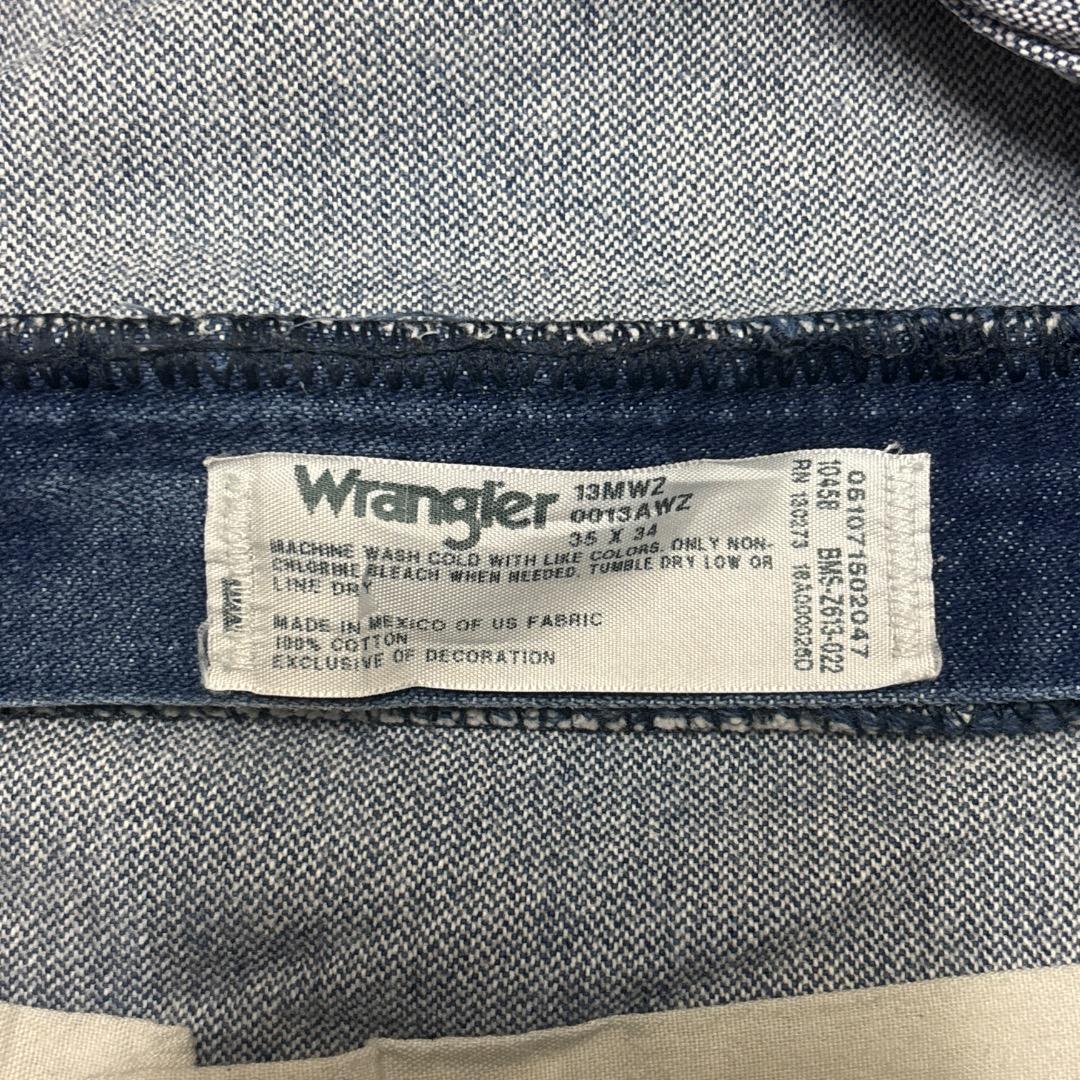 Wrangler
13MWZ
0013AWZ
35 X 34
MACHINE WASH COLD WITH LIKE COLORS. ONLY NON-
CHLORINE BLEACH WHEN NEEDED. TUMBLE DRY LOW OR
LINE DRY
MADE IN MEXICO OF US FABRIC
100% COTTON
EXCLUSIVE OF DECORATION
061071602047
10458 BMS-Z613-022
RN 130273